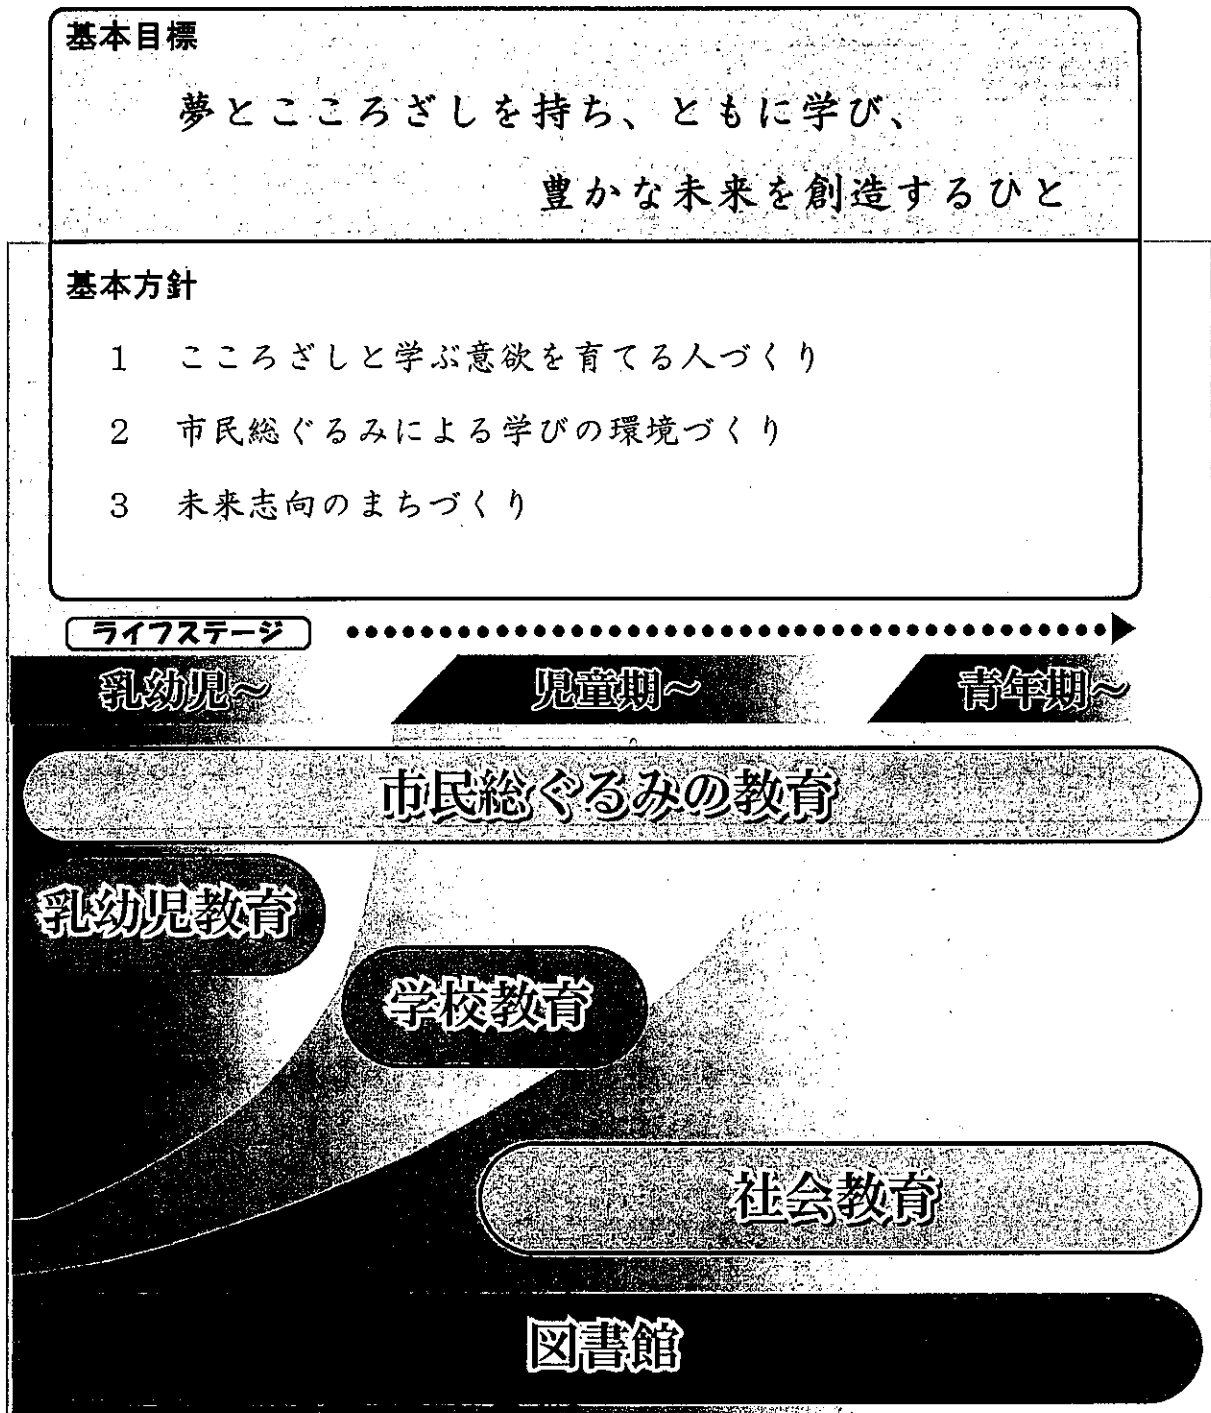 基本目標
夢とこころざしを持ち、ともに学び、
豊かな未来を創造するひと
基本方針
1 こころざしと学ぶ意欲を育てる人づくり
2 市民総ぐるみによる学びの環境づくり
3 未来志向のまちづくり
ライフステージ
乳幼児～ 児童期～ 青年期～
市民総ぐるみの教育
乳幼児教育
学校教育
社会教育
図書館